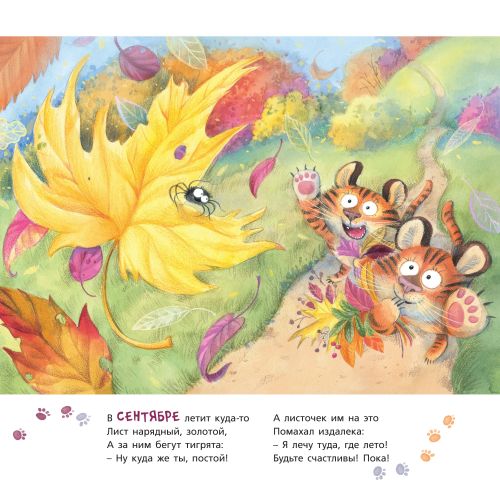 В СЕНТЯБРЕ летит куда-то
Лист нарядный, золотой,
А за ним бегут тигрята:
– Ну куда же ты, постой!
А листочек им на это
Помахал издалека:
– Я лечу туда, где лето!
Будьте счастливы! Пока!